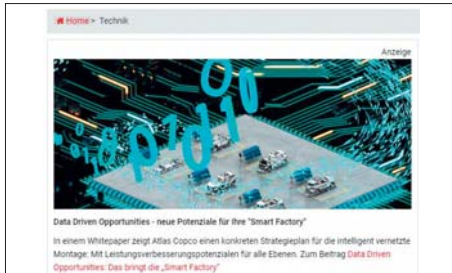 Home > Technik
Anzeige
Data Driven Opportunities - neue Potenziale für Ihre "Smart Factory"
In einem Whitepaper zeigt Atlas Copco einen konkreten Strategieplan für die intelligent vernetzte
Montage: Mit Leistungsverbesserungspotenzialen für alle Ebenen. Zum Beitrag Data Driven
Opportunities: Das bringt die „Smart Factory"